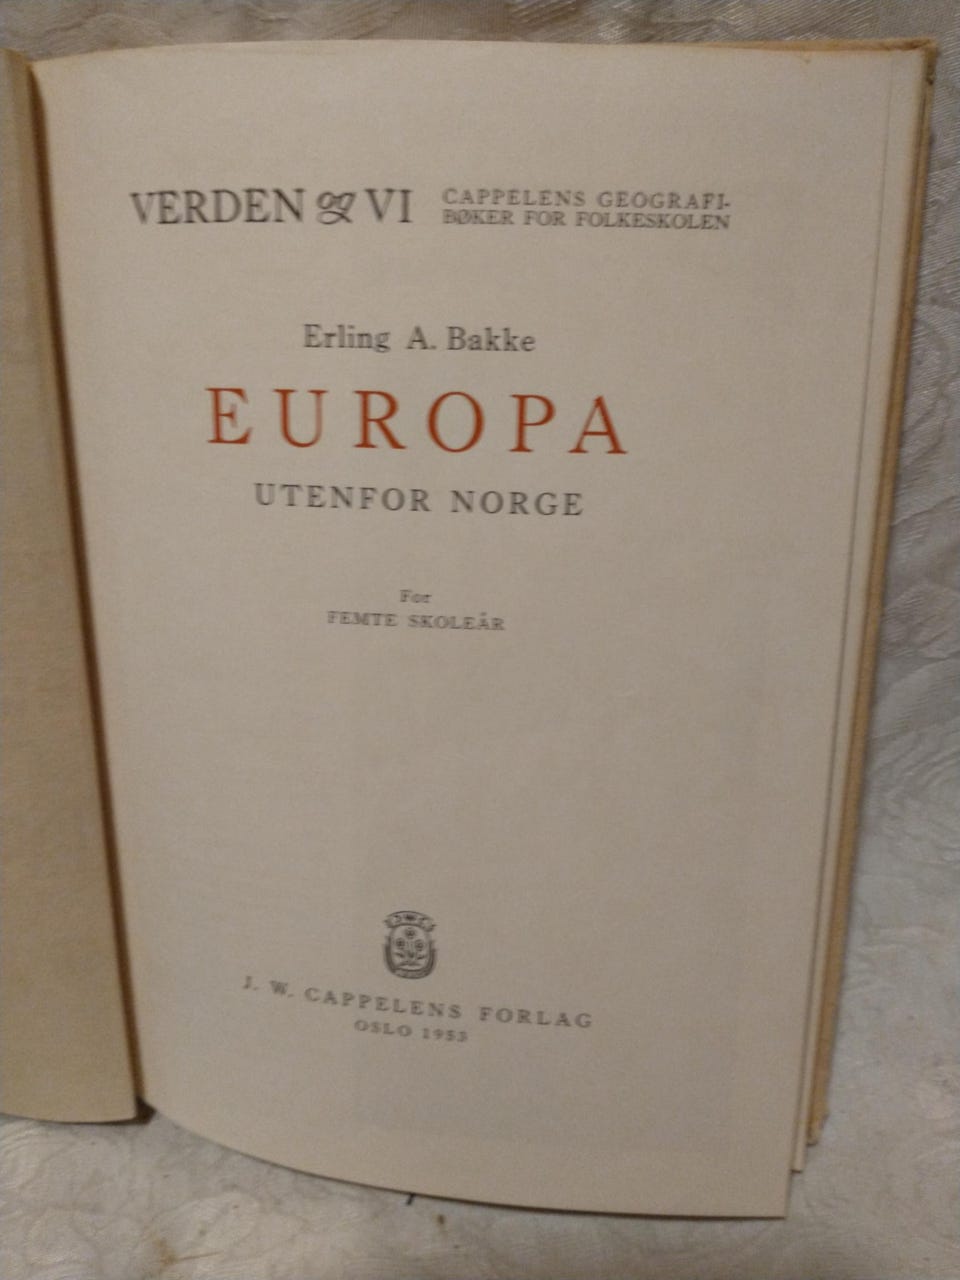 VERDEN og VI
CAPPELENS GEOGRAFI-
BØKER FOR FOLKESKOLEN
Erling A. Bakke
EUROPA
UTENFOR NORGE
For
FEMTE SKOLEÅR
J. W. CAPPELENS FORLAG
OSLO 1953